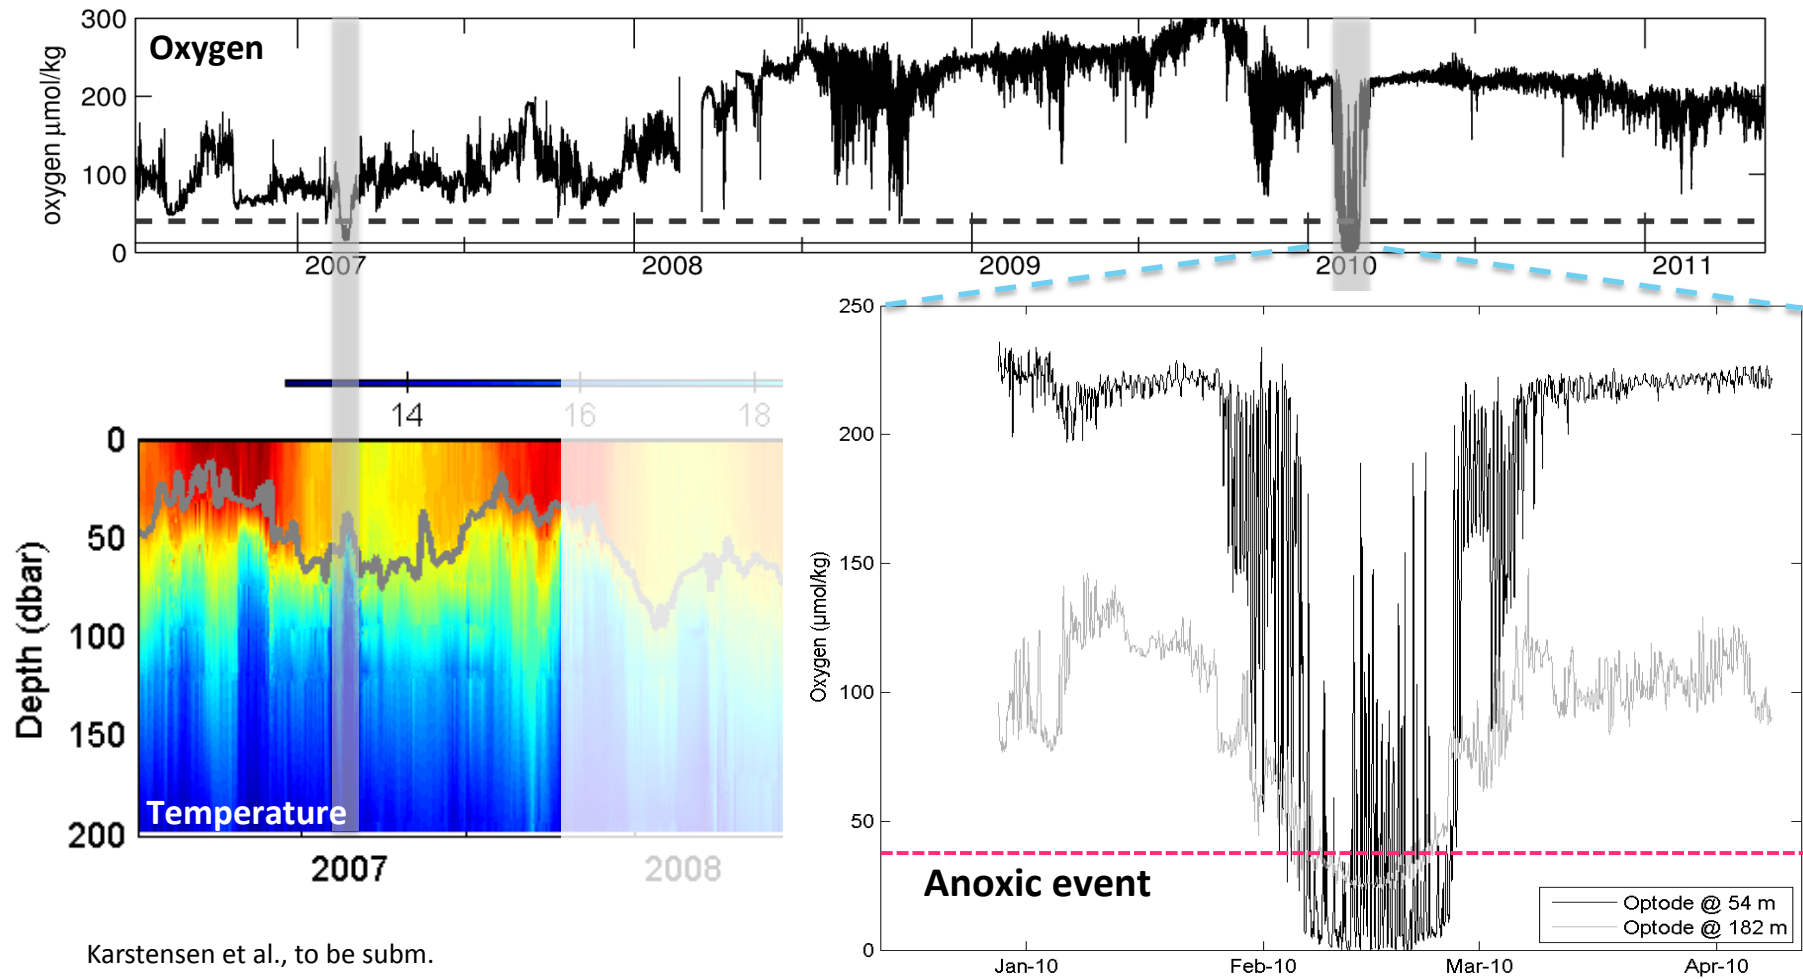 Oxygen
oxygen µmol/kg
300
200
100
0
2007
2008
2009
2010
2011
14
16
18
Depth (dbar)
0
50
100
150
200
Temperature
2007
2008
Karstensen et al., to be subm.
Oxygen (µmol/kg)
250
200
150
100
50
0
Anoxic event
Optode @ 54 m
Optode @ 182 m
Jan-10
Feb-10
Mar-10
Apr-10